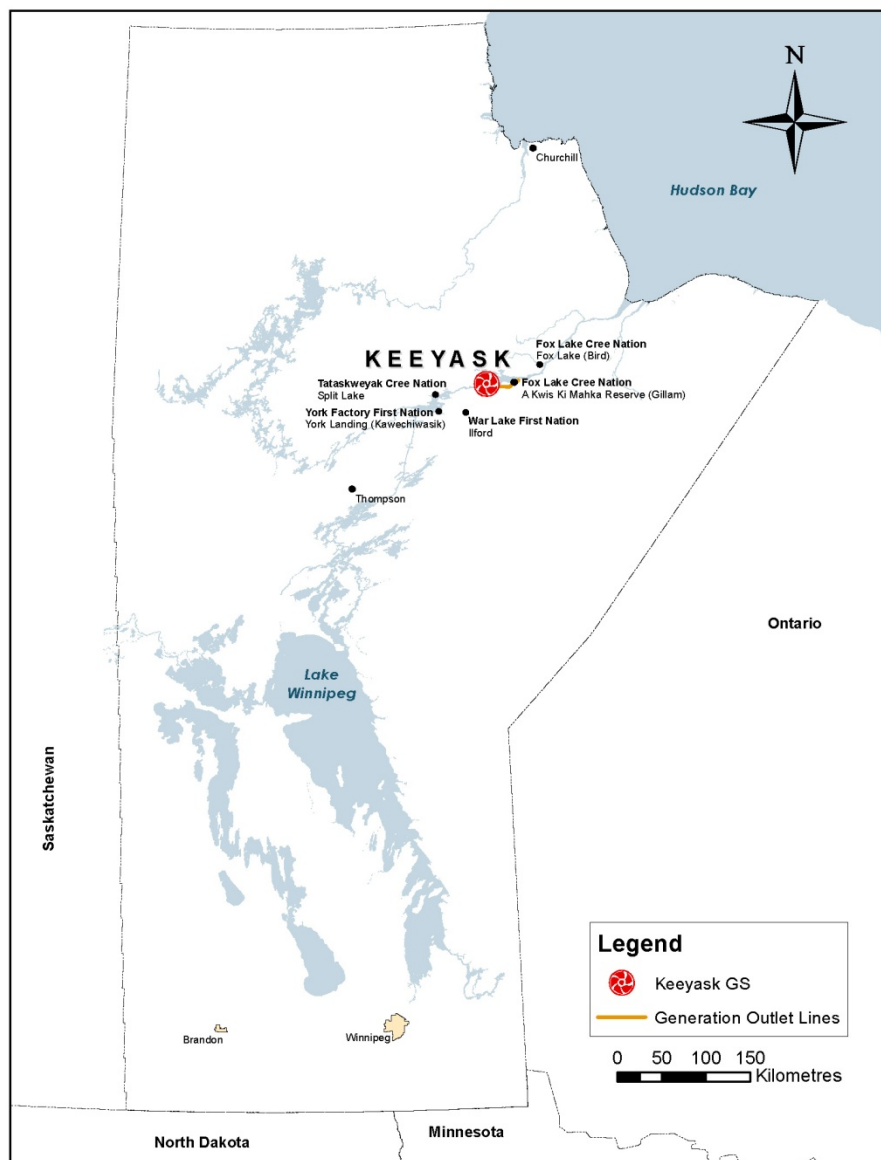 N
Churchill
Hudson Bay
KEEYASK
Fox Lake Cree Nation
Fox Lake (Bird)
Tataskweyak Cree Nation
Split Lake
Fox Lake Cree Nation
A Kwis Ki Mahka Reserve (Gillam)
York Factory First Nation
York Landing (Kawechiwasik)
War Lake First Nation
Ilford
Thompson
Ontario
Lake
Winnipeg
Saskatchewan
Legend
Keeyask GS
Generation Outlet Lines
0 50 100 150
Kilometres
Brandon
Winnipeg
North Dakota
Minnesota